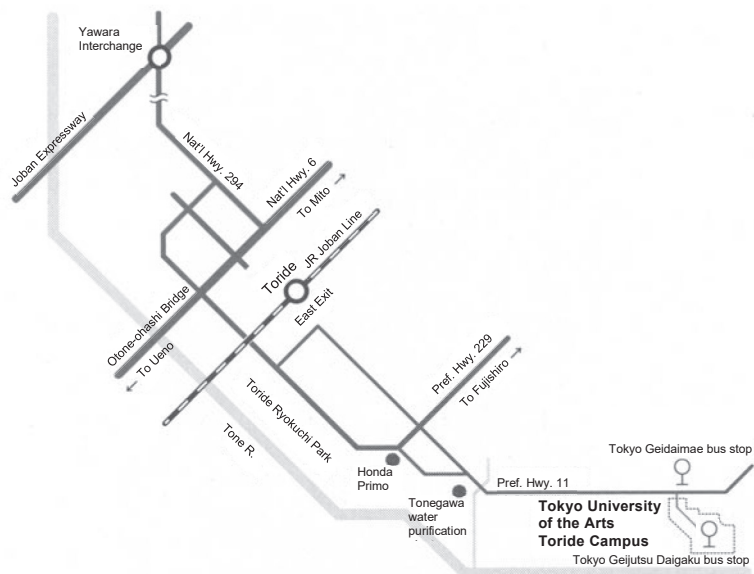 Yawara
Interchange
Joban Expressway
Nat'l Hwy. 294
Nat'l Hwy. 6
To Mito →
JR Joban Line
Toride
East Exit
Otone-ohashi Bridge
← To Ueno
Pref. Hwy. 229
To Fujishiro →
Toride Ryokuchi Park
Tone R.
Honda
Primo
Tonegawa
water
purification
Pref. Hwy. 11
Tokyo Geidaimae bus stop
Tokyo University
of the Arts
Toride Campus
Tokyo Geijutsu Daigaku bus stop